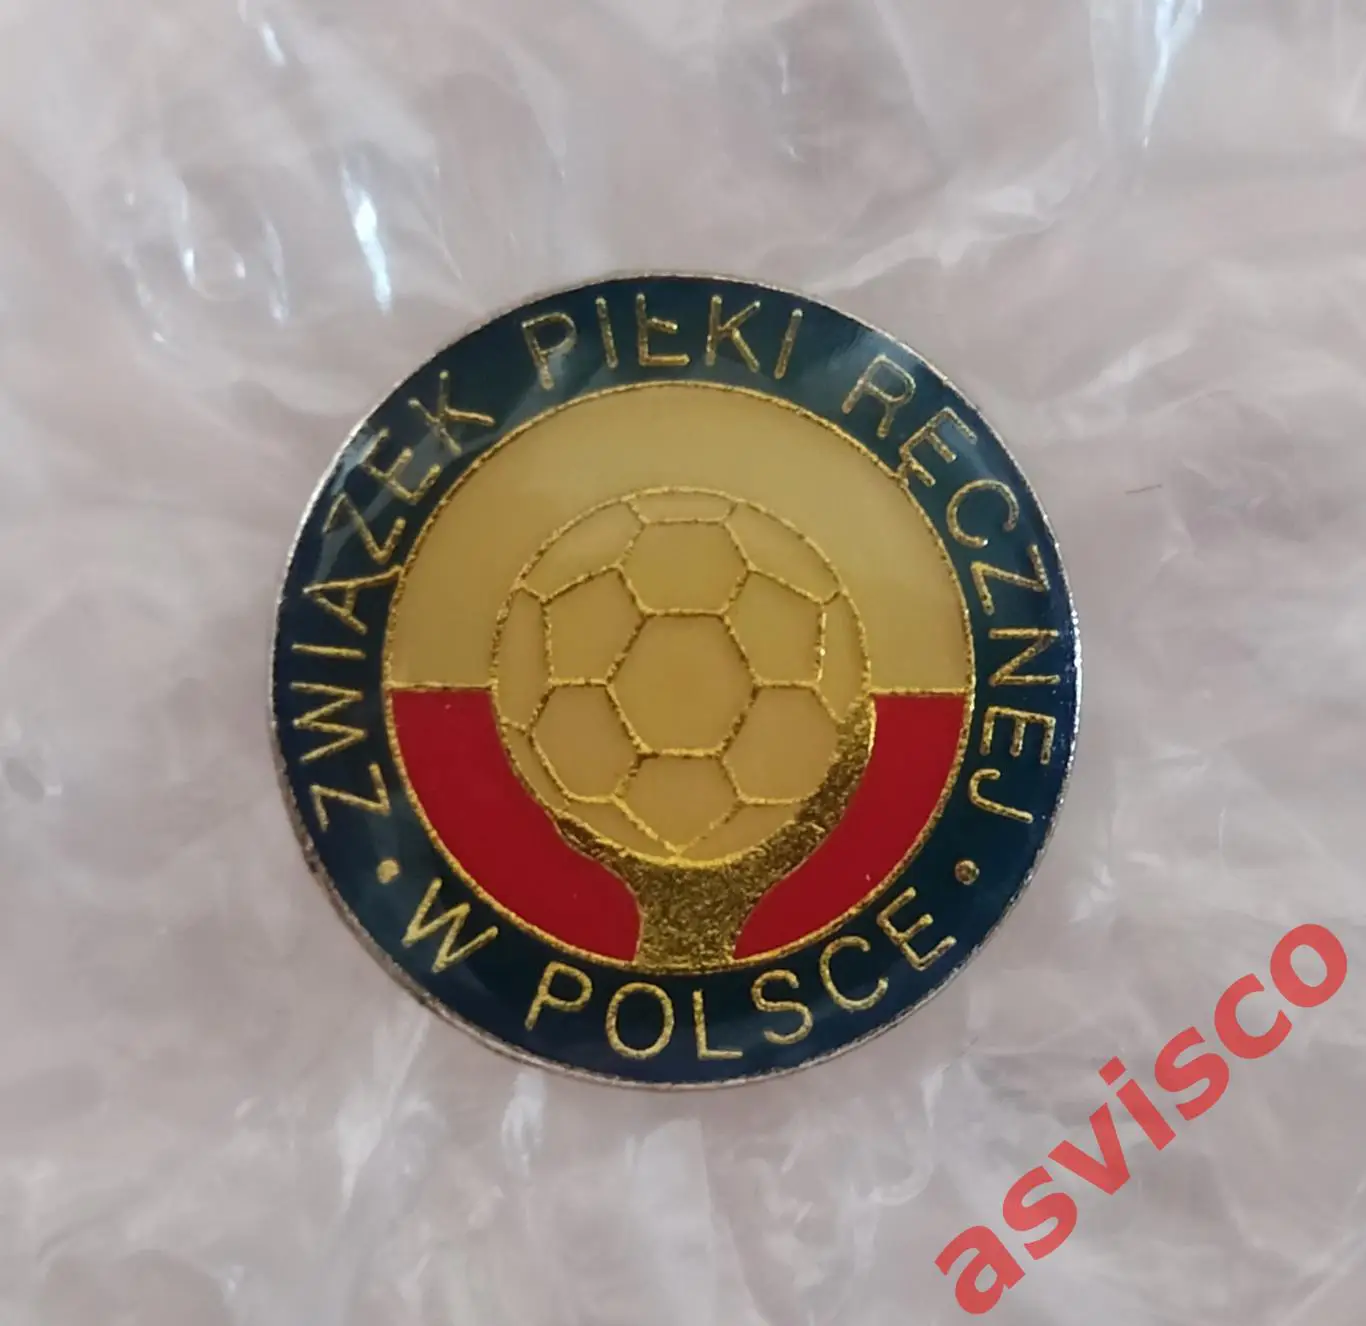 ZWIĄZEK PIŁKI RĘCZNEJ
• W POLSCE •
asvisco